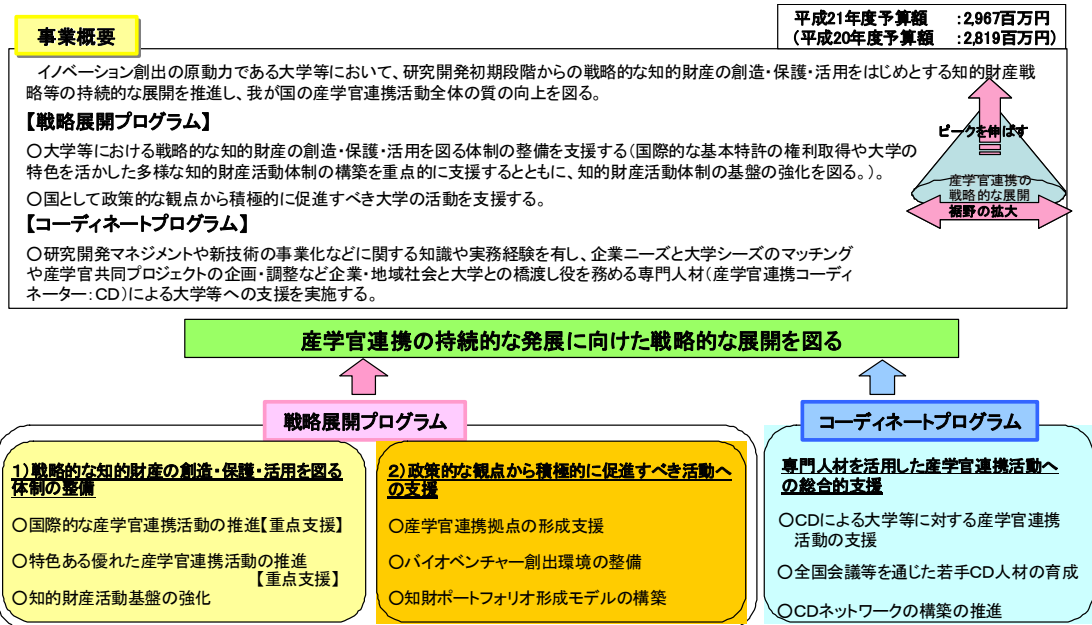 平成21年度予算額　:2,967百万円
(平成20年度予算額　:2,819百万円)
事業概要
イノベーション創出の原動力である大学等において、研究開発初期段階からの戦略的な知的財産の創造・保護・活用をはじめとする知的財産戦
略等の持続的な展開を推進し、我が国の産学官連携活動全体の質の向上を図る。
【戦略展開プログラム】
○大学等における戦略的な知的財産の創造・保護・活用を図る体制の整備を支援する(国際的な基本特許の権利取得や大学の
特色を活かした多様な知的財産活動体制の構築を重点的に支援するとともに、知的財産活動体制の基盤の強化を図る。)。
○国として政策的な観点から積極的に促進すべき大学の活動を支援する。
【コーディネートプログラム】
○研究開発マネジメントや新技術の事業化などに関する知識や実務経験を有し、企業ニーズと大学シーズのマッチング
や産学官共同プロジェクトの企画・調整など企業・地域社会と大学との橋渡し役を務める専門人材(産学官連携コーディ
ネーター:CD)による大学等への支援を実施する。
ピークを伸ばす
産学官連携の
戦略的な展開
裾野の拡大
産学官連携の持続的な発展に向けた戦略的な展開を図る
戦略展開プログラム
1)戦略的な知的財産の創造・保護・活用を図る
体制の整備
○国際的な産学官連携活動の推進【重点支援】
○特色ある優れた産学官連携活動の推進
【重点支援】
○知的財産活動基盤の強化
2)政策的な観点から積極的に促進すべき活動へ
の支援
○産学官連携拠点の形成支援
○バイオベンチャー創出環境の整備
○知財ポートフォリオ形成モデルの構築
コーディネートプログラム
専門人材を活用した産学官連携活動へ
の総合的支援
○CDによる大学等に対する産学官連携
活動の支援
○全国会議等を通じた若手CD人材の育成
○CDネットワークの構築の推進